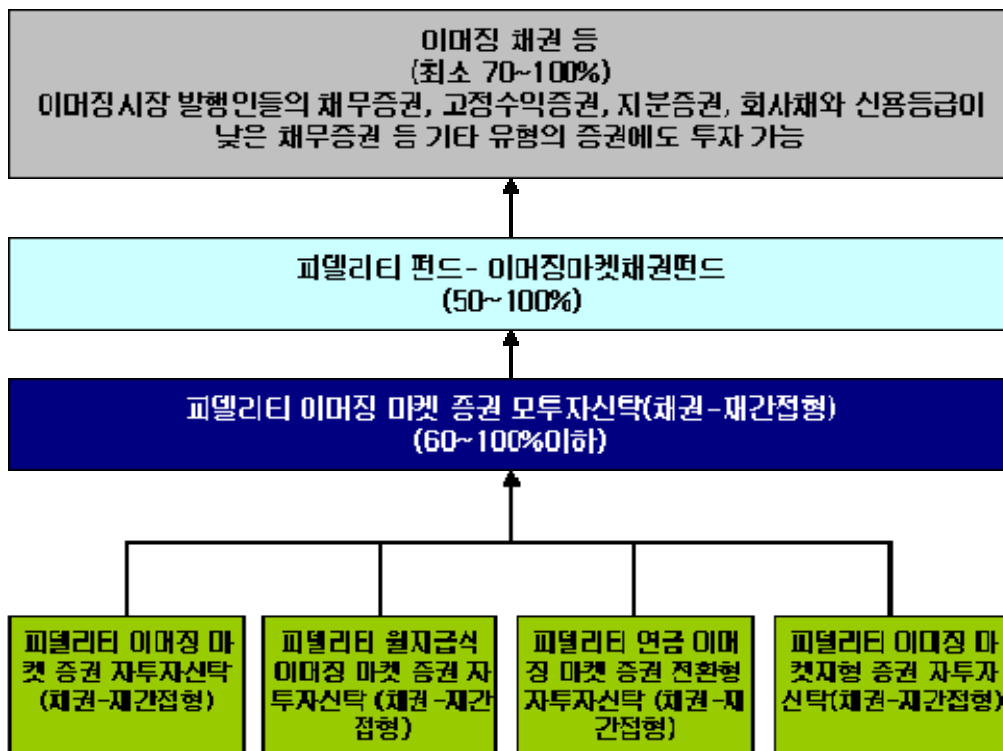 이머징 채권 등
(최소 70~100%)
이머징시장 발행인들의 채무증권, 고정수익증권, 지분증권, 회사채와 신용등급이
낮은 채무증권 등 기타 유형의 증권에도 투자 가능
피델리티 펀드- 이머징마켓채권펀드
(50~100%)
피델리티 이머징 마켓 증권 모투자신탁(채권-재간접형)
(60~100%이하)
피델리티 이머징 마
켓 증권 자투자신탁
(채권-재간접형)
피델리티 월지급식
이머징 마켓 증권 자
투자신탁 (채권-재간
접형)
피델리티 연금 이머
징 마켓 증권 전환형
자투자신탁 (채권-재
간접형)
피델리티 이머징 마
켓지형 증권 자투자
신탁(채권-재간접형)